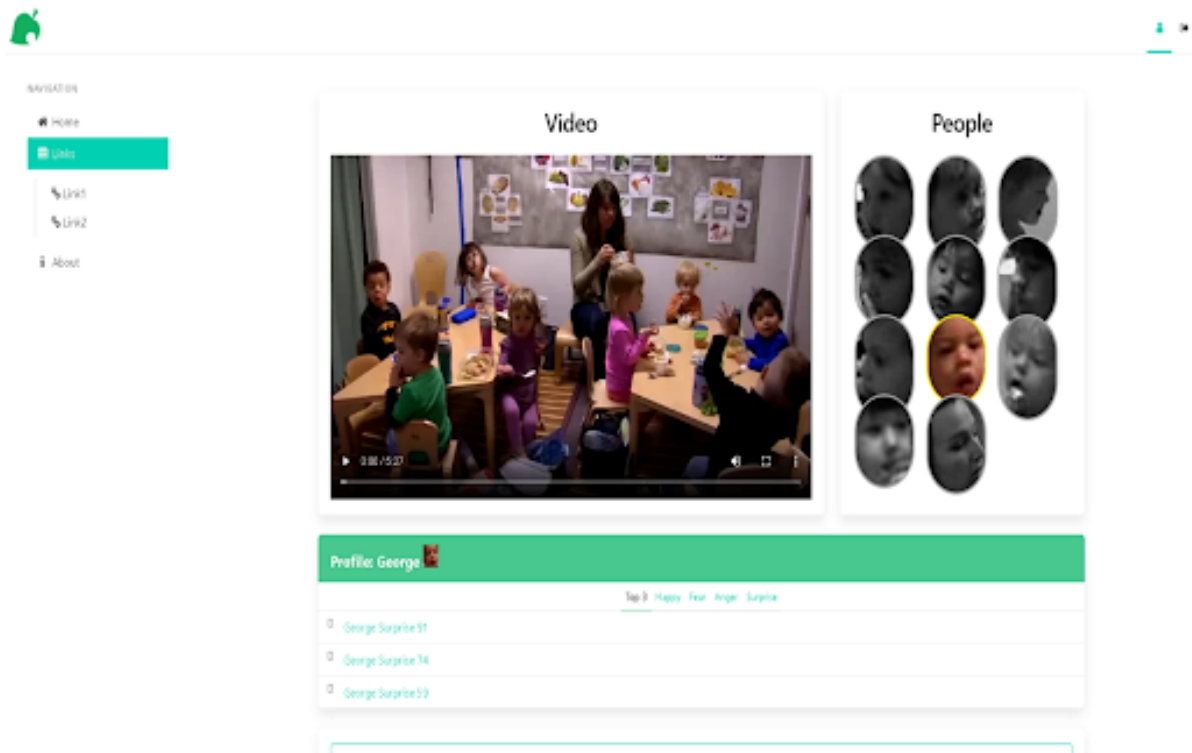 NAVIGATION
Home
Links
Link1
Link2
About
Video
People
0:00 / 5:27
Profile: George
Top 3 Happy Fear Anger Surprise
George Surprise 91
George Surprise 74
George Surprise 59